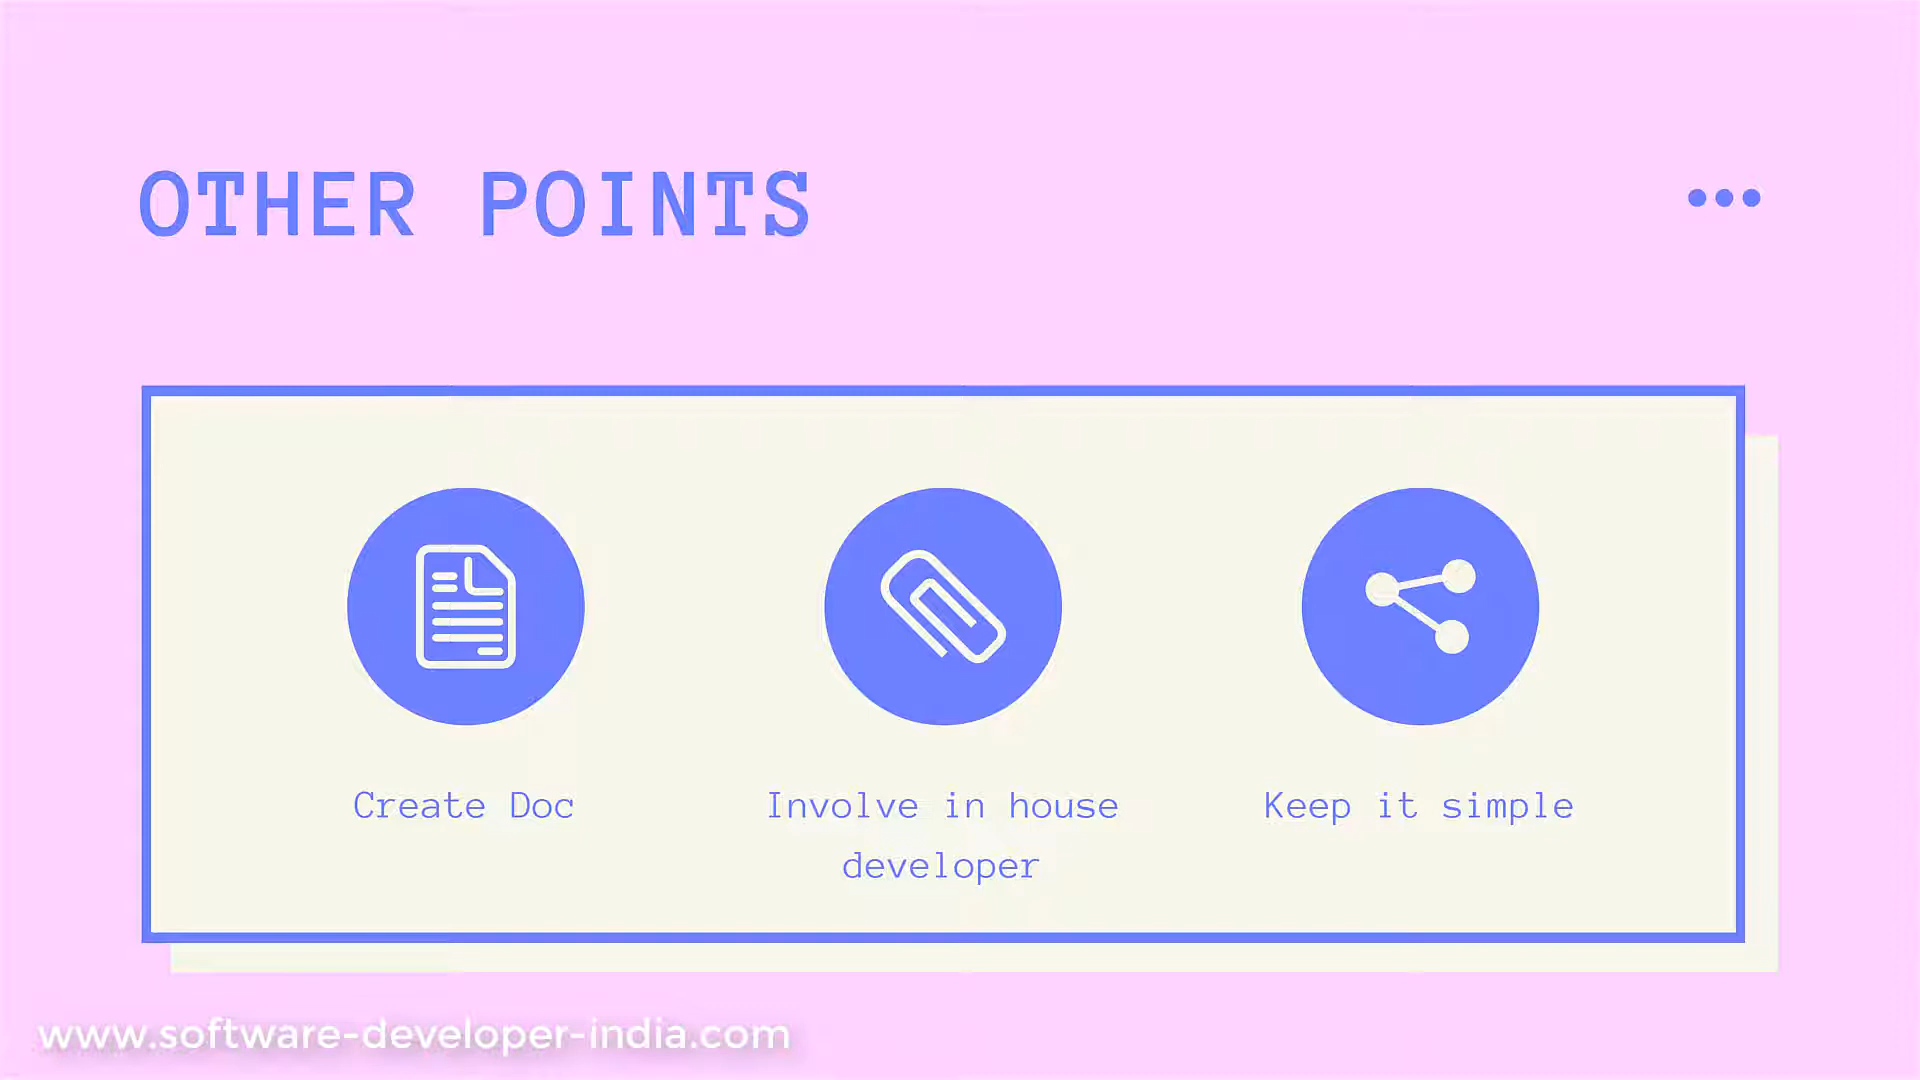 OTHER POINTS
Create Doc
Involve in house
developer
Keep it simple
www.software-developer-india.com